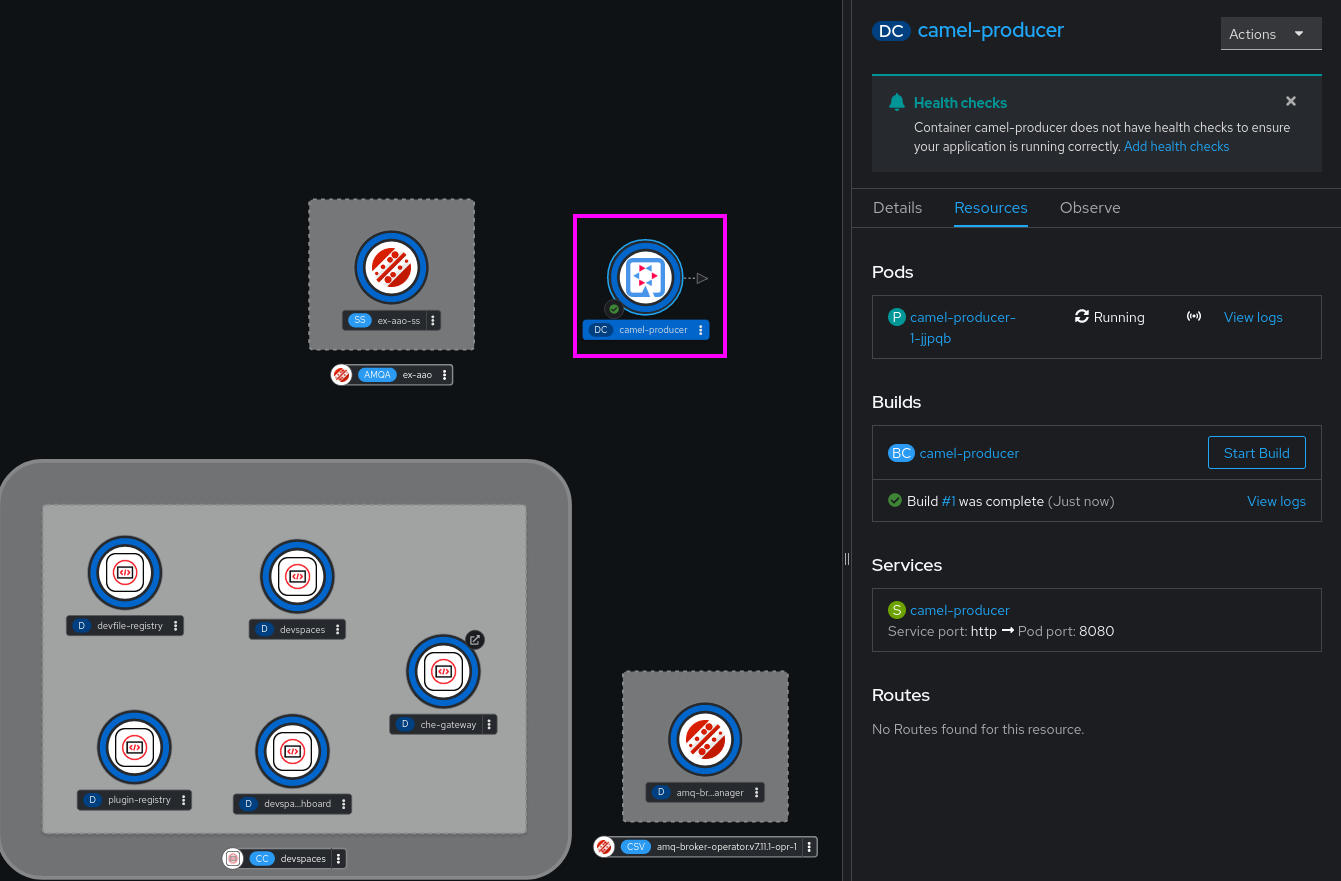 SS ex-aao-ss
AMQA ex-aao
DC camel-producer
D devfile-registry
D devspaces
D che-gateway
D plugin-registry
D devspa...hboard
CC devspaces
D amq-br...anager
CSV amq-broker-operator.v7.11.1-opr-1
DC camel-producer
Actions
Health checks
Container camel-producer does not have health checks to ensure
your application is running correctly. Add health checks
Details Resources Observe
Pods
P camel-producer-
1-jjpqb
Running
View logs
Builds
BC camel-producer
Start Build
Build #1 was complete (Just now)
View logs
Services
S camel-producer
Service port: http → Pod port: 8080
Routes
No Routes found for this resource.